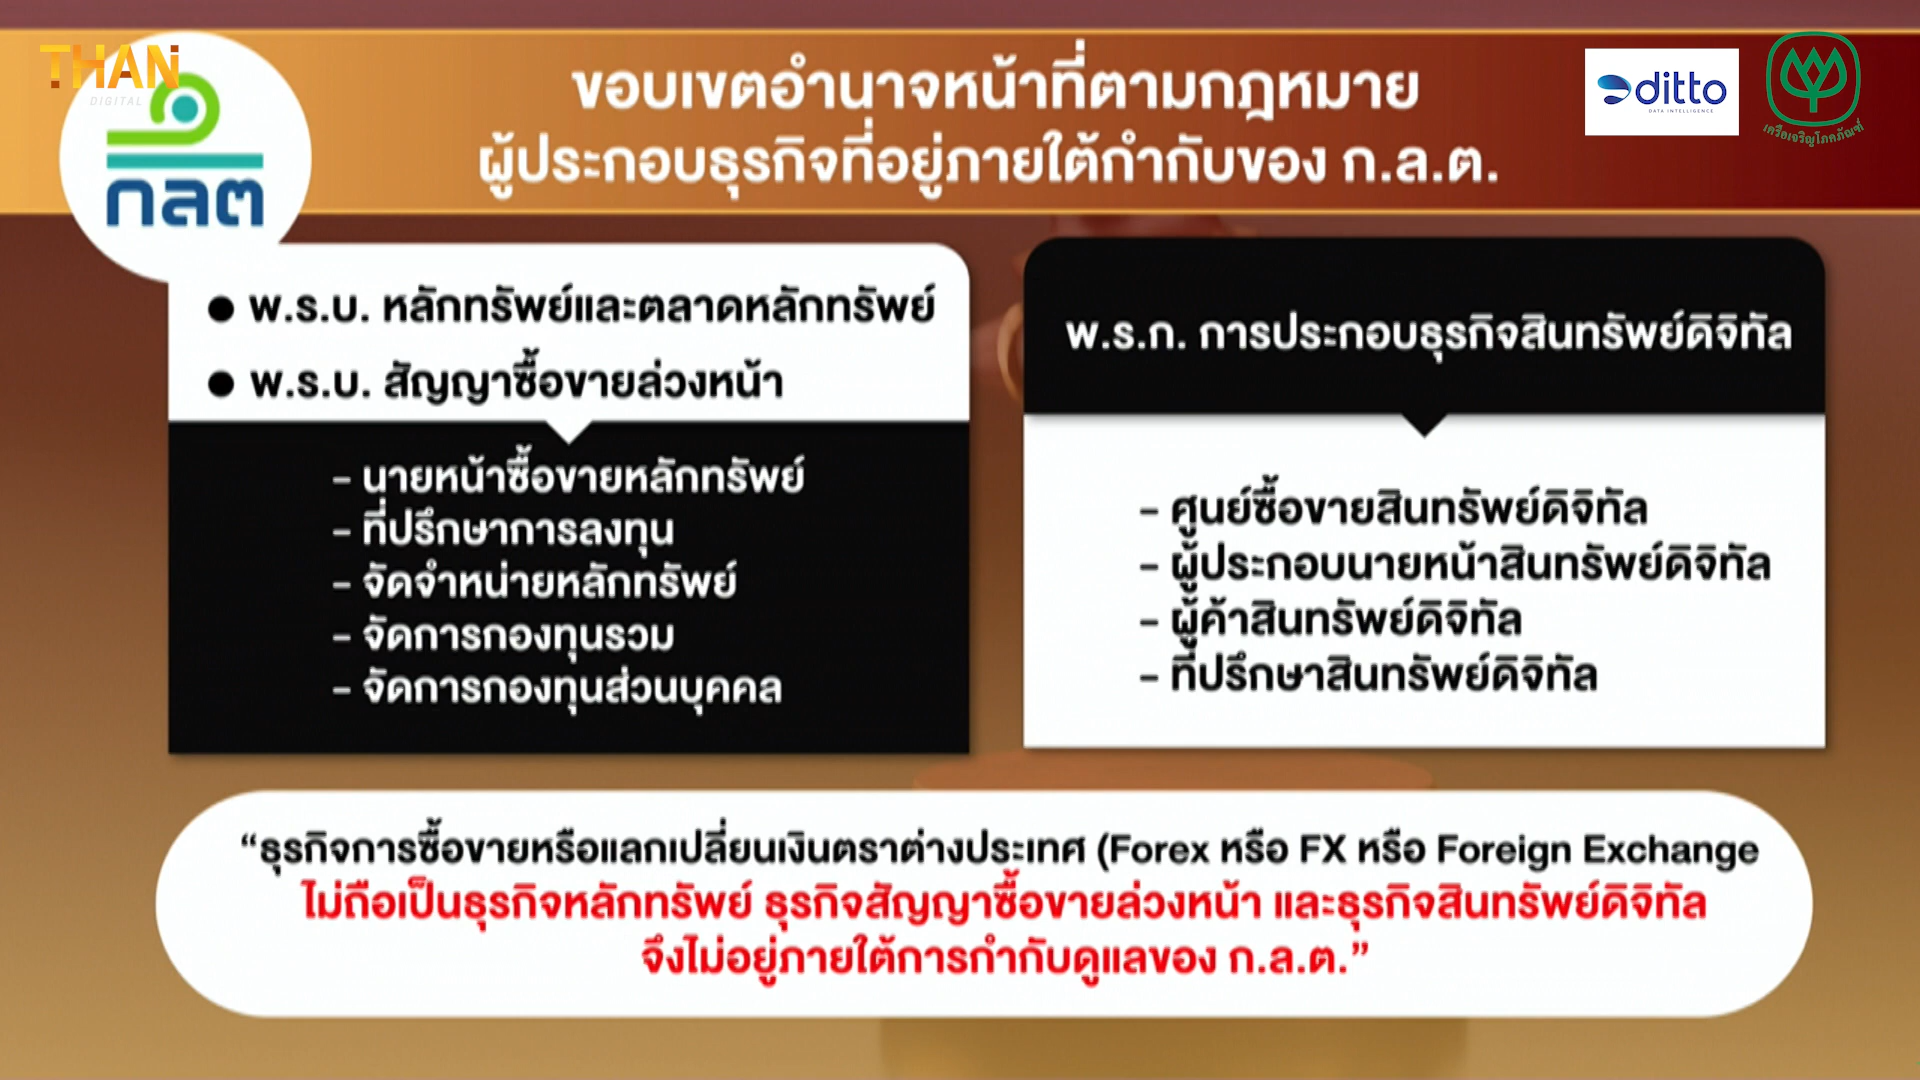 THAN
DIGITAL
กลต
ขอบเขตอำนาจหน้าที่ตามกฎหมาย
ผู้ประกอบธุรกิจที่อยู่ภายใต้กำกับของ ก.ล.ต.
ditto
DATA INTELLIGENCE
เครือเจริญโภคภัณฑ์
● พ.ร.บ. หลักทรัพย์และตลาดหลักทรัพย์
● พ.ร.บ. สัญญาซื้อขายล่วงหน้า
- นายหน้าซื้อขายหลักทรัพย์
- ที่ปรึกษาการลงทุน
- จัดจำหน่ายหลักทรัพย์
- จัดการกองทุนรวม
- จัดการกองทุนส่วนบุคคล
พ.ร.ก. การประกอบธุรกิจสินทรัพย์ดิจิทัล
- ศูนย์ซื้อขายสินทรัพย์ดิจิทัล
- ผู้ประกอบนายหน้าสินทรัพย์ดิจิทัล
- ผู้ค้าสินทรัพย์ดิจิทัล
- ที่ปรึกษาสินทรัพย์ดิจิทัล
“ธุรกิจการซื้อขายหรือแลกเปลี่ยนเงินตราต่างประเทศ (Forex หรือ FX หรือ Foreign Exchange
ไม่ถือเป็นธุรกิจหลักทรัพย์ ธุรกิจสัญญาซื้อขายล่วงหน้า และธุรกิจสินทรัพย์ดิจิทัล
จึงไม่อยู่ภายใต้การกำกับดูแลของ ก.ล.ต.”